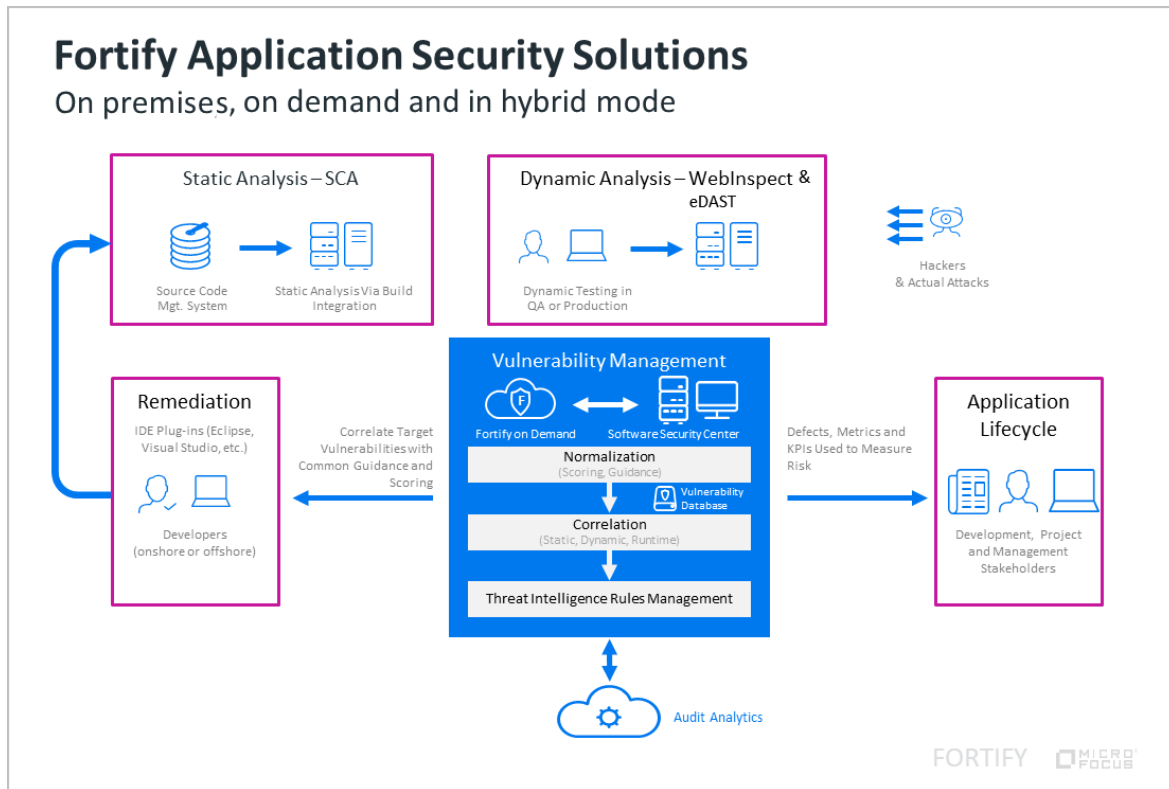 Fortify Application Security Solutions
On premises, on demand and in hybrid mode
Static Analysis – SCA
Source Code
Mgt. System
Static Analysis Via Build
Integration
Dynamic Analysis – WebInspect &
eDAST
Dynamic Testing in
QA or Production
Hackers
& Actual Attacks
Remediation
IDE Plug-ins (Eclipse,
Visual Studio, etc.)
Developers
(onshore or offshore)
Correlate Target
Vulnerabilities with
Common Guidance and
Scoring
Vulnerability Management
F
Fortify on Demand
Software Security Center
Normalization
(Scoring, Guidance)
Vulnerability
Database
Correlation
(Static, Dynamic, Runtime)
Threat Intelligence Rules Management
Defects, Metrics and
KPIs Used to Measure
Risk
Application
Lifecycle
Development, Project
and Management
Stakeholders
Audit Analytics
FORTIFY
MICRO
FOCUS